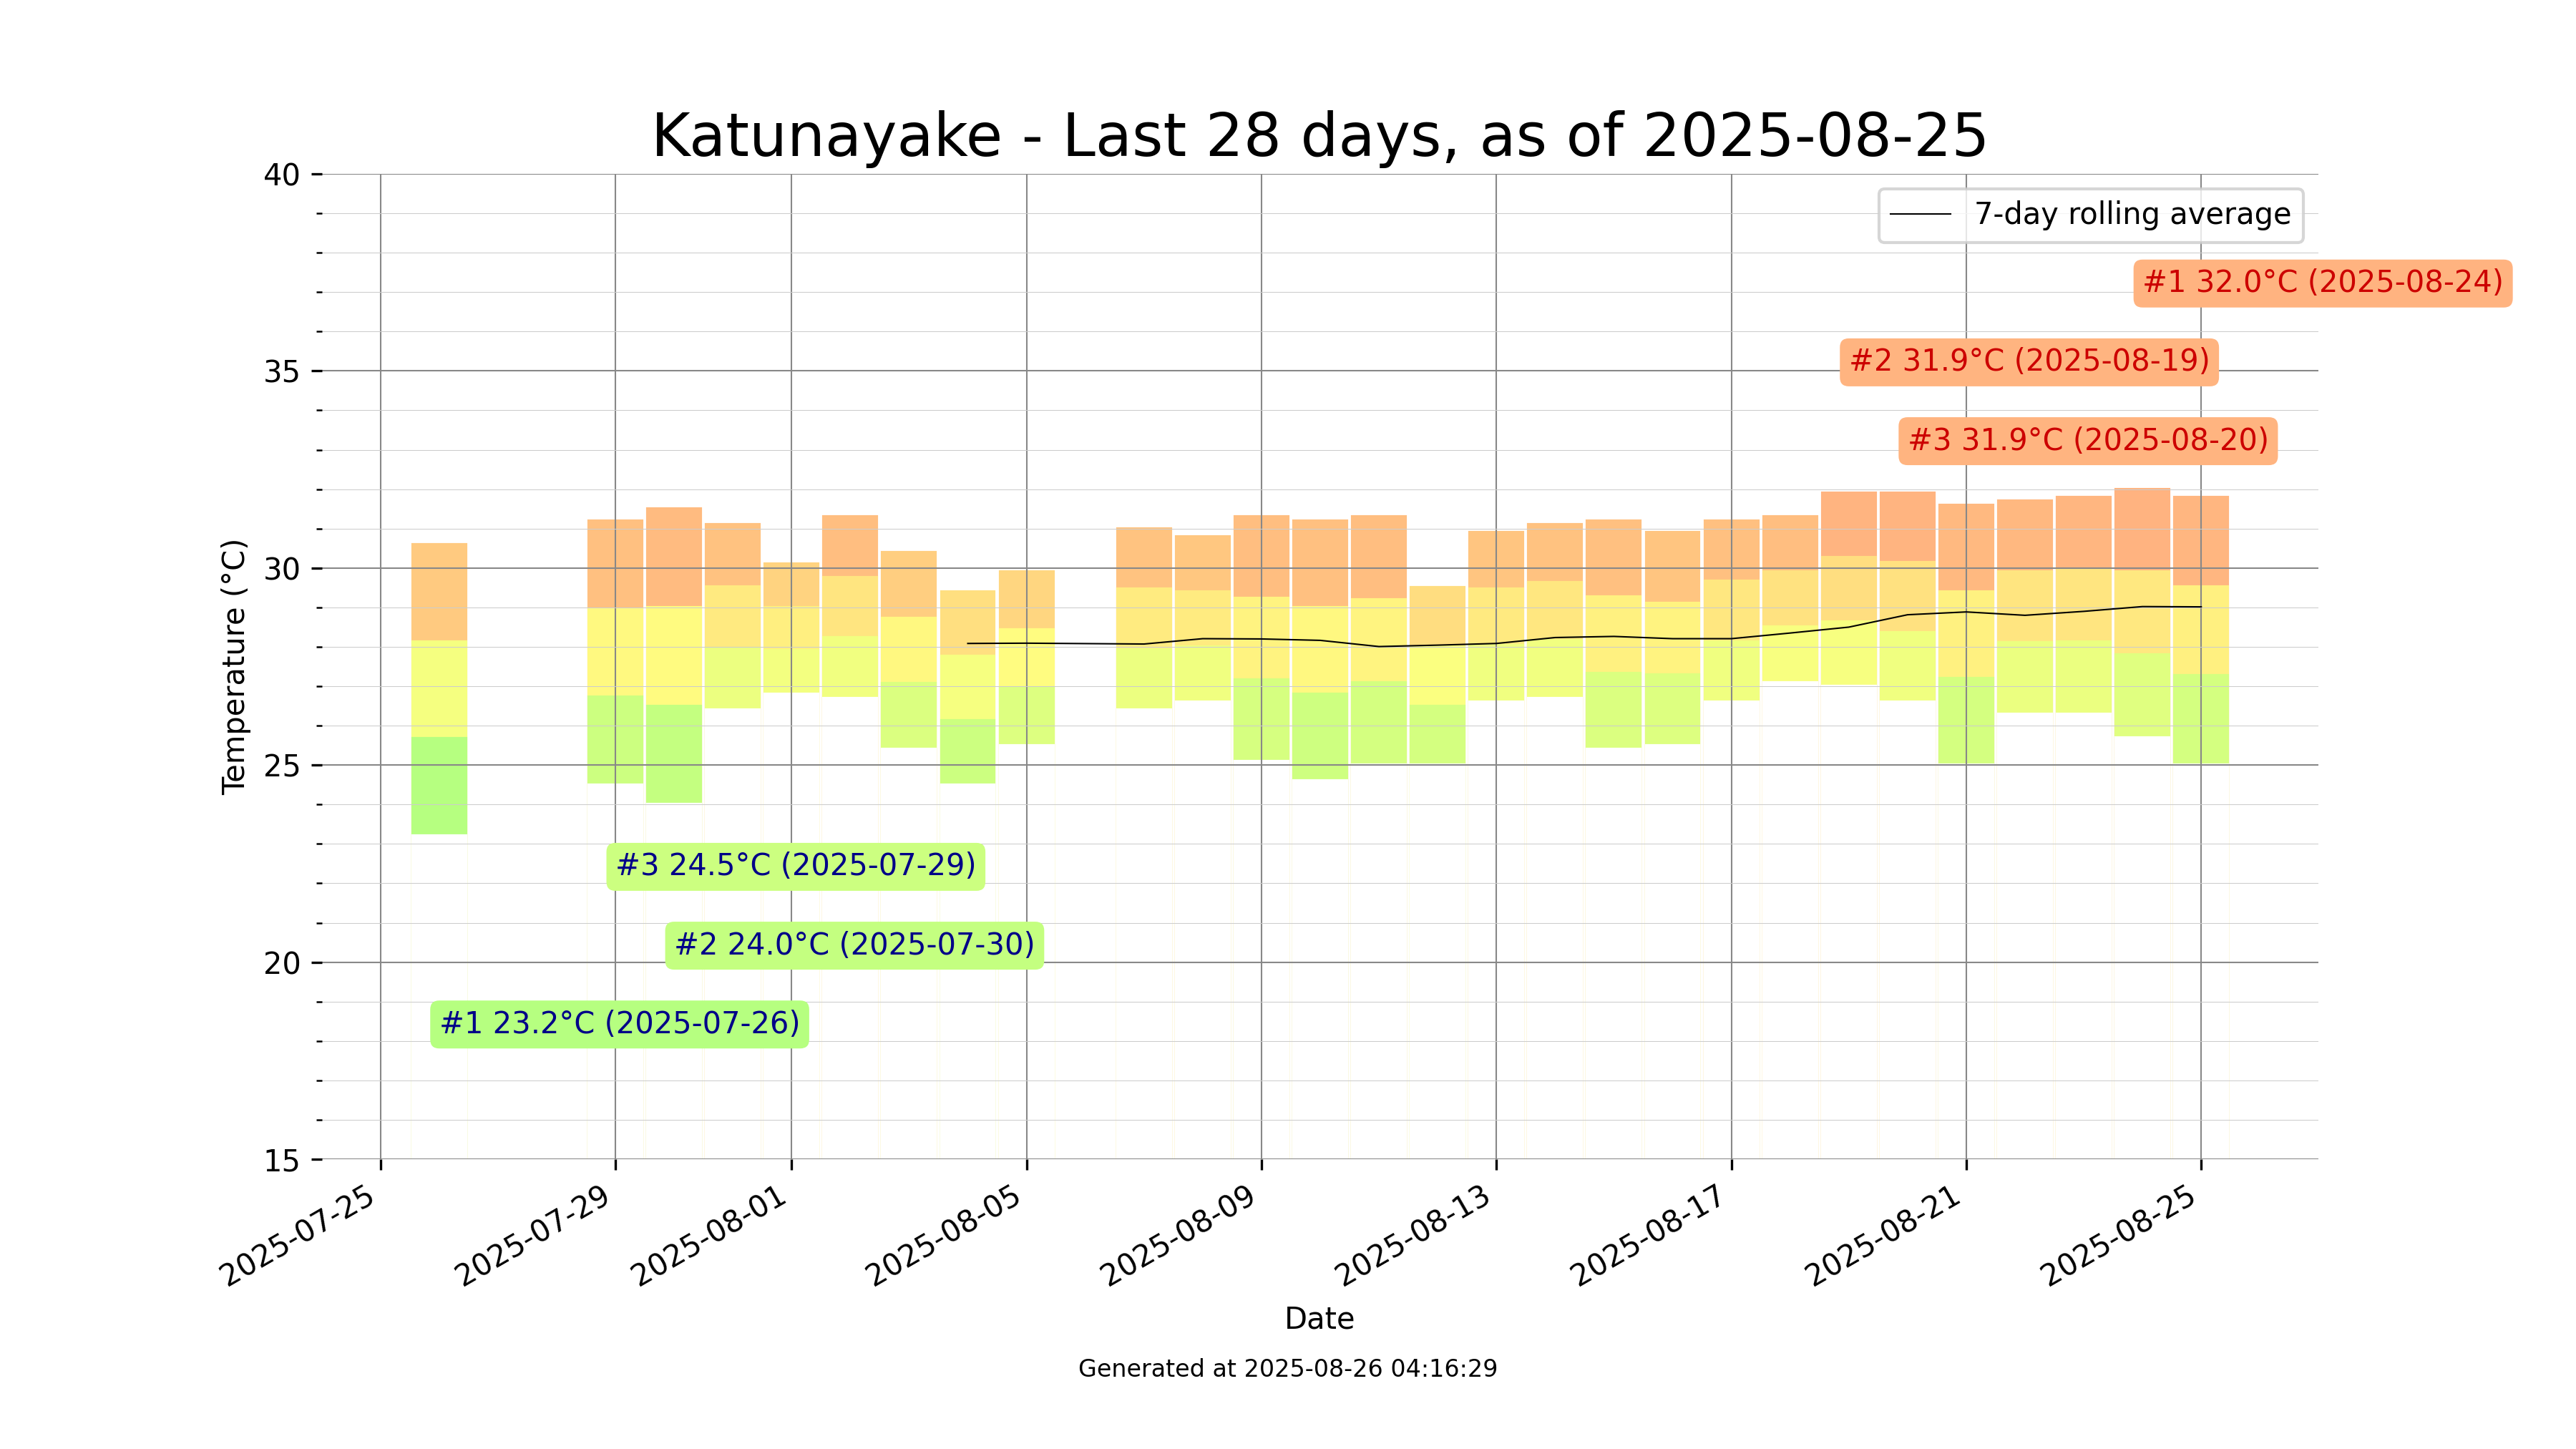 Katunayake - Last 28 days, as of 2025-08-25
40
7-day rolling average
#1 32.0°C (2025-08-24)
#2 31.9°C (2025-08-19)
35
#3 31.9°C (2025-08-20)
30
Temperature (°C)
25
#3 24.5°C (2025-07-29)
#2 24.0°C (2025-07-30)
20
#1 23.2°C (2025-07-26)
15
2025-07-25
2025-07-29
2025-08-01
2025-08-05
2025-08-09
2025-08-13
2025-08-17
2025-08-21
2025-08-25
Date
Generated at 2025-08-26 04:16:29